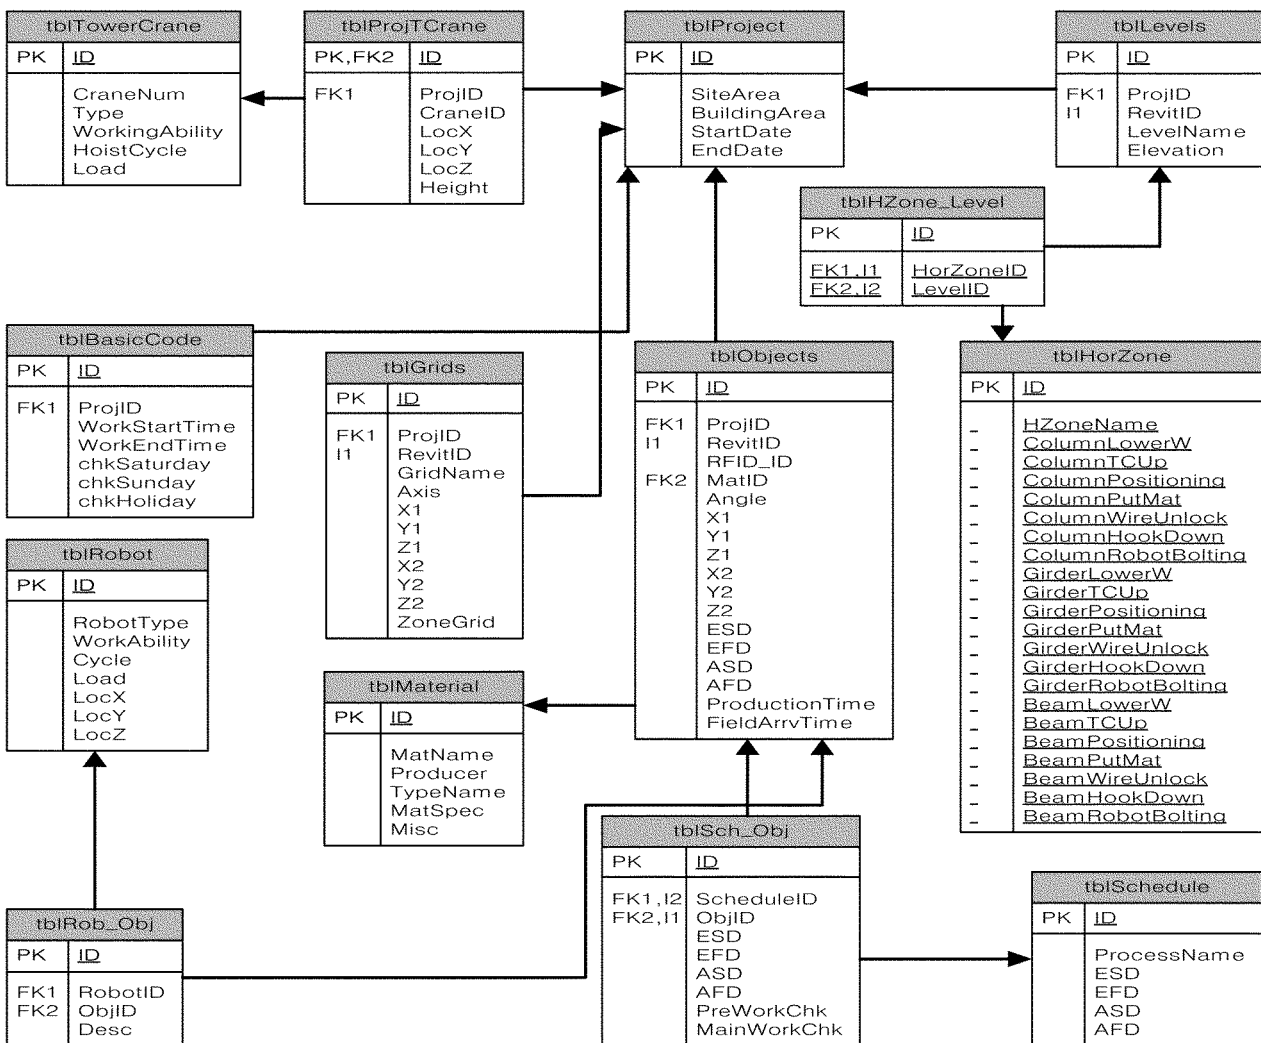 tblTowerCrane
PK ID
CraneNum
Type
WorkingAbility
HoistCycle
Load
tblProjTCrane
PK,FK2 ID
FK1 ProjID
CraneID
LocX
LocY
LocZ
Height
tblProject
PK ID
SiteArea
BuildingArea
StartDate
EndDate
tblLevels
PK ID
FK1 ProjID
I1 RevitID
LevelName
Elevation
tblHZone_Level
PK ID
FK1,I1 HorZoneID
FK2,I2 LevelID
tblBasicCode
PK ID
FK1 ProjID
WorkStartTime
WorkEndTime
chkSaturday
chkSunday
chkHoliday
tblGrids
PK ID
FK1 ProjID
I1 RevitID
GridName
Axis
X1
Y1
Z1
X2
Y2
Z2
ZoneGrid
tblObjects
PK ID
FK1 ProjID
I1 RevitID
RFID_ID
FK2 MatID
Angle
X1
Y1
Z1
X2
Y2
Z2
ESD
EFD
ASD
AFD
ProductionTime
FieldArrvTime
tblHorZone
PK ID
HZoneName
ColumnLowerW
ColumnTCUp
ColumnPositioning
ColumnPutMat
ColumnWireUnlock
ColumnHookDown
ColumnRobotBolting
GirderLowerW
GirderTCUp
GirderPositioning
GirderPutMat
GirderWireUnlock
GirderHookDown
GirderRobotBolting
BeamLowerW
BeamTCUp
BeamPositioning
BeamPutMat
BeamWireUnlock
BeamHookDown
BeamRobotBolting
tblRobot
PK ID
RobotType
WorkAbility
Cycle
Load
LocX
LocY
LocZ
tblMaterial
PK ID
MatName
Producer
TypeName
MatSpec
Misc
tblRob_Obj
PK ID
FK1 RobotID
FK2 ObjID
Desc
tblSch_Obj
PK ID
FK1,I2 ScheduleID
FK2,I1 ObjID
ESD
EFD
ASD
AFD
PreWorkChk
MainWorkChk
tblSchedule
PK ID
ProcessName
ESD
EFD
ASD
AFD